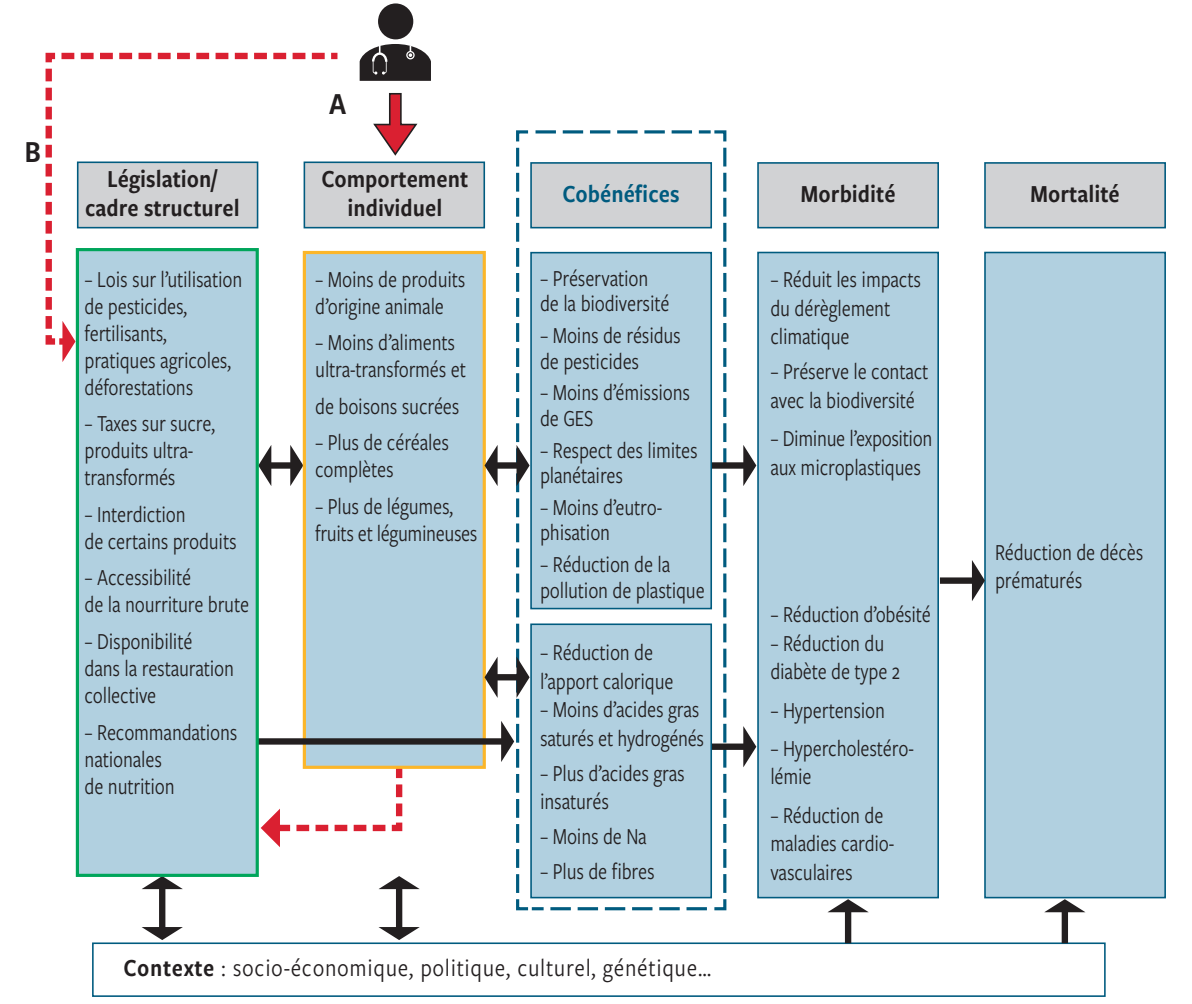 A
B
Législation/
cadre structurel
– Lois sur l’utilisation
de pesticides,
fertilisants,
pratiques agricoles,
déforestations
– Taxes sur sucre,
produits ultra-
transformés
– Interdiction
de certains produits
– Accessibilité
de la nourriture brute
– Disponibilité
dans la restauration
collective
– Recommandations
nationales
de nutrition
Comportement
individuel
– Moins de produits
d’origine animale
– Moins d’aliments
ultra-transformés et
de boisons sucrées
– Plus de céréales
complètes
– Plus de légumes,
fruits et légumineuses
Cobénéfices
– Préservation
de la biodiversité
– Moins de résidus
de pesticides
– Moins d’émissions
de GES
– Respect des limites
planétaires
– Moins d’eutro-
phisation
– Réduction de la
pollution de plastique
– Réduction de
l’apport calorique
– Moins d’acides gras
saturés et hydrogénés
– Plus d’acides gras
insaturés
– Moins de Na
– Plus de fibres
Morbidité
– Réduit les impacts
du dérèglement
climatique
– Préserve le contact
avec la biodiversité
– Diminue l’exposition
aux microplastiques
– Réduction d’obésité
– Réduction du
diabète de type 2
– Hypertension
– Hypercholestéro-
lémie
– Réduction de
maladies cardio-
vasculaires
Mortalité
Réduction de décès
prématurés
Contexte : socio-économique, politique, culturel, génétique...